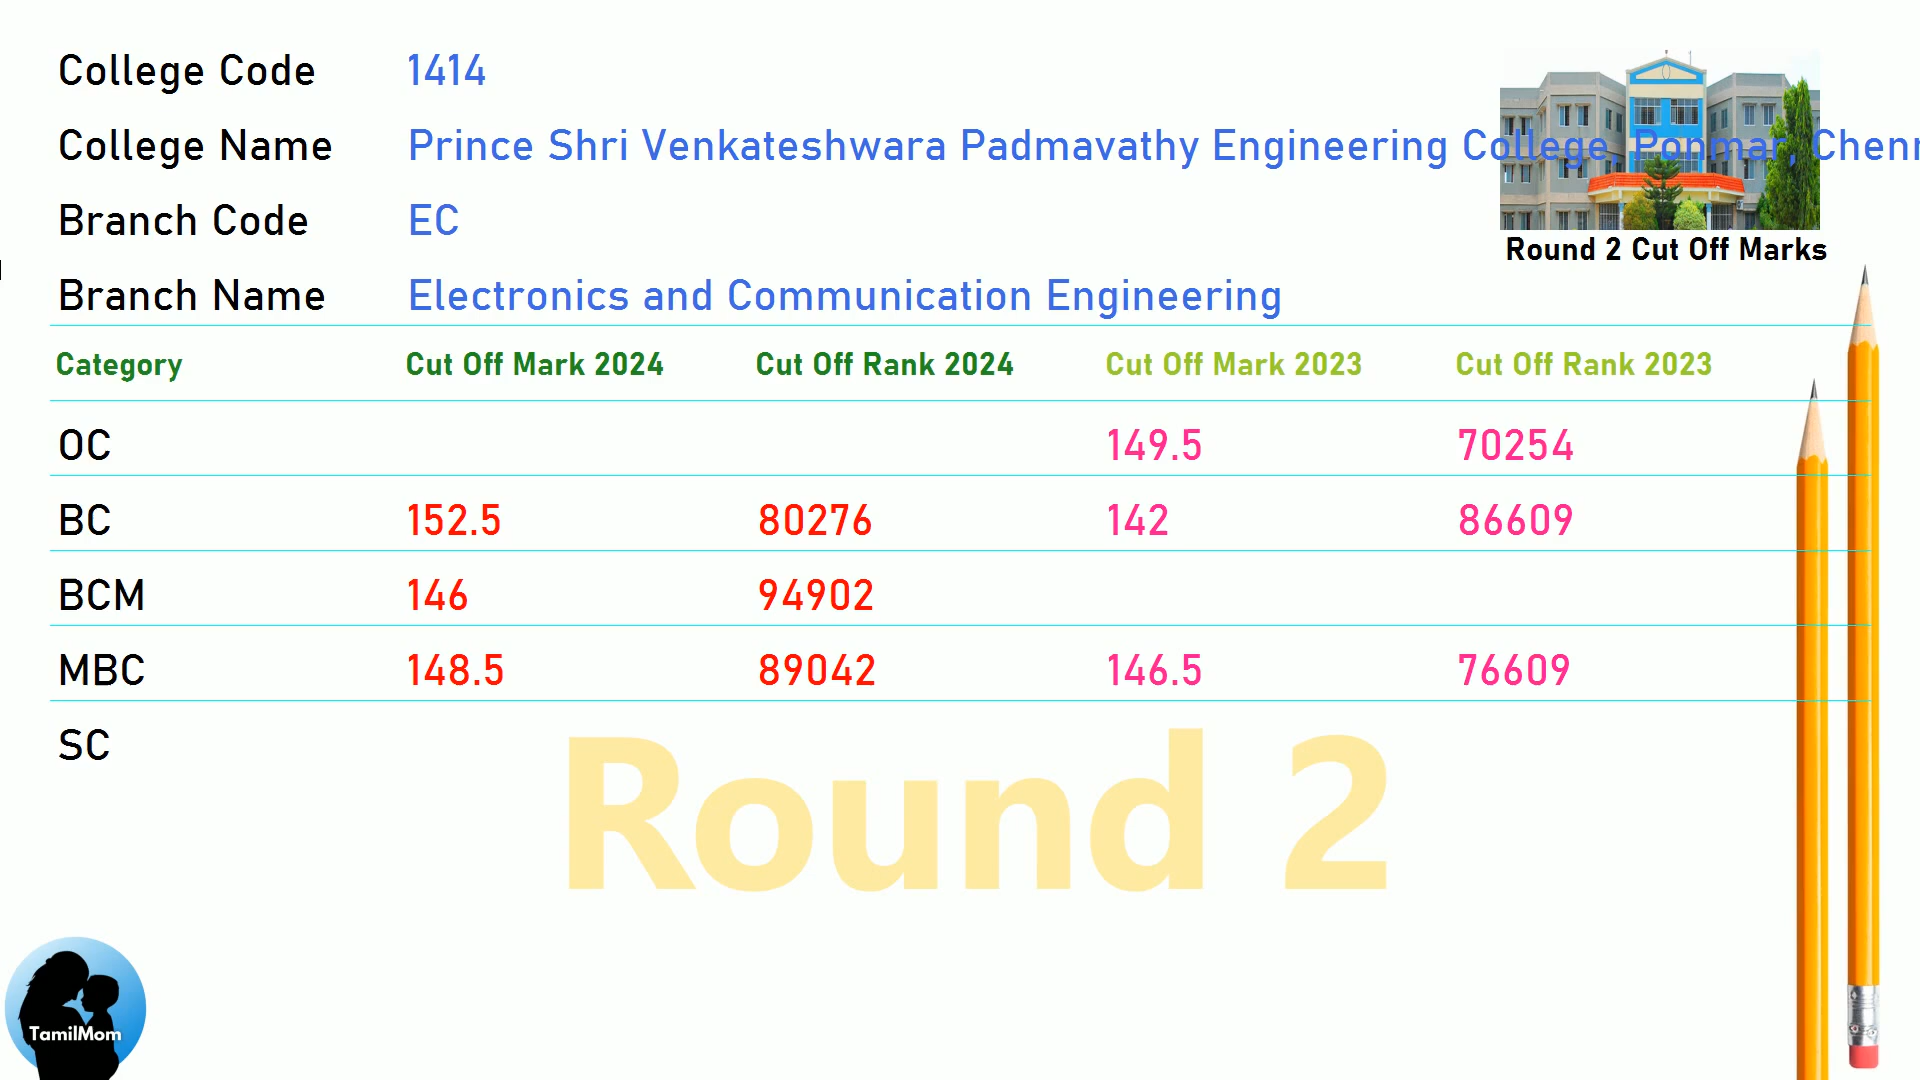 College Code 1414
College Name Prince Shri Venkateshwara Padmavathy Engineering College, Ponmar,
Branch Code EC
Round 2 Cut Off Marks
Branch Name Electronics and Communication Engineering
Category Cut Off Mark 2024 Cut Off Rank 2024 Cut Off Mark 2023 Cut Off Rank 2023
OC 149.5 70254
BC 152.5 80276 142 86609
BCM 146 94902
MBC 148.5 89042 146.5 76609
SC
Round 2
TamilMom